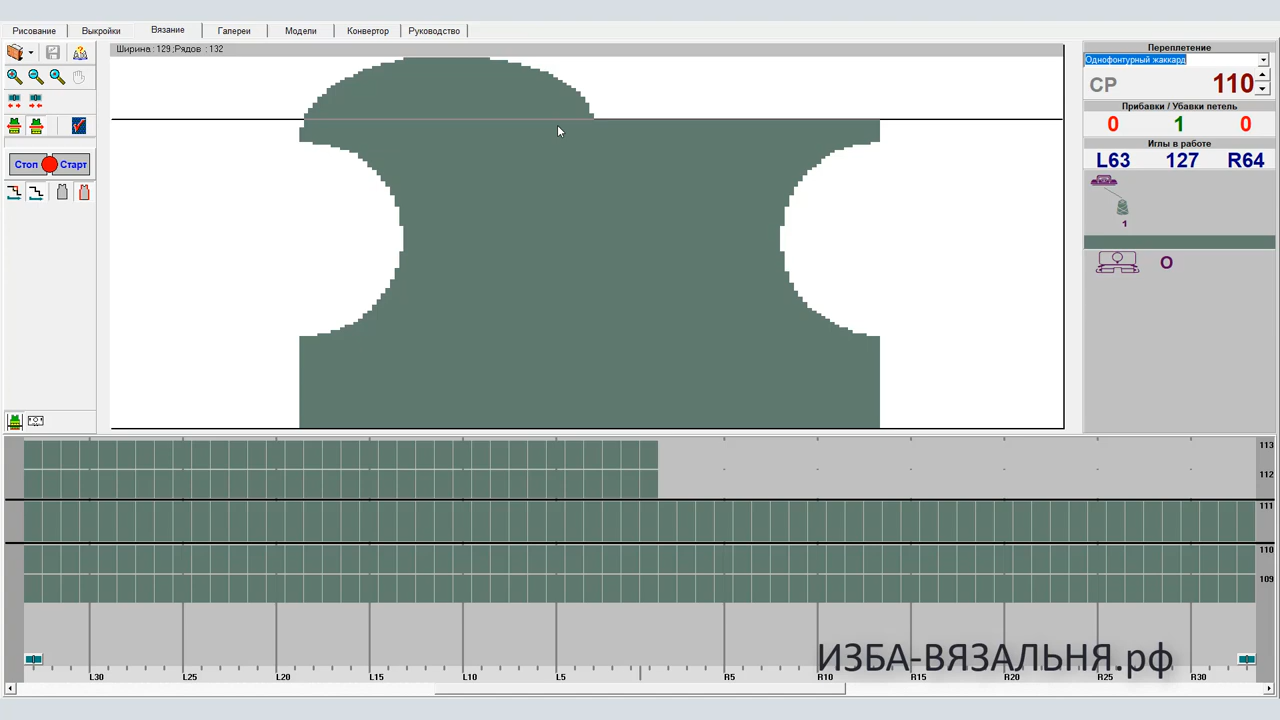 Рисование Выкройки Вязание Галереи Модели Конвертор Руководство
Ширина : 129 ;Рядов : 132
Переплетение
Однофонтурный жаккард
СР 110
Прибавки / Убавки петель
0 1 0
Иглы в работе
L63 127 R64
1
O
Стоп Старт
113
112
111
110
109
ИЗБА-ВЯЗАЛЬНЯ.рф
L30 L25 L20 L15 L10 L5 R5 R10 R15 R20 R25 R30